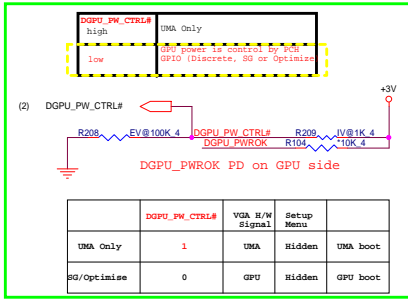 DGPU_PW_CTRL#
high
UMA Only
low
GPU power is control by PCH
GPIO (Discrete, SG or Optimize
+3V
(2) DGPU_PW_CTRL#
R208 EV@100K_4 DGPU_PW_CTRL# R209 IV@1K_4
DGPU_PWROK R104 *10K_4
DGPU_PWROK PD on GPU side
DGPU_PW_CTRL# VGA H/W Signal Setup Menu
UMA Only 1 UMA Hidden UMA boot
SG/Optimise 0 GPU Hidden GPU boot